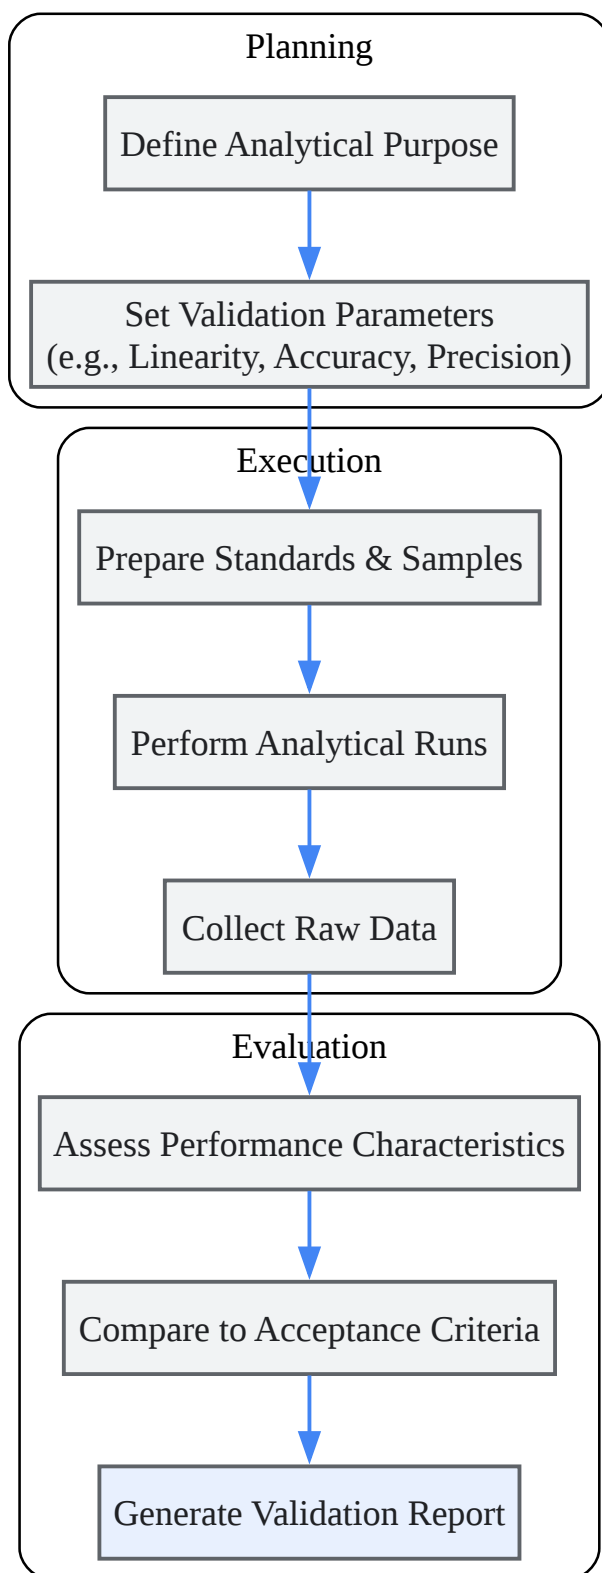 Planning
Define Analytical Purpose
Set Validation Parameters
(e.g., Linearity, Accuracy, Precision)
Execution
Prepare Standards & Samples
Perform Analytical Runs
Collect Raw Data
Evaluation
Assess Performance Characteristics
Compare to Acceptance Criteria
Generate Validation Report